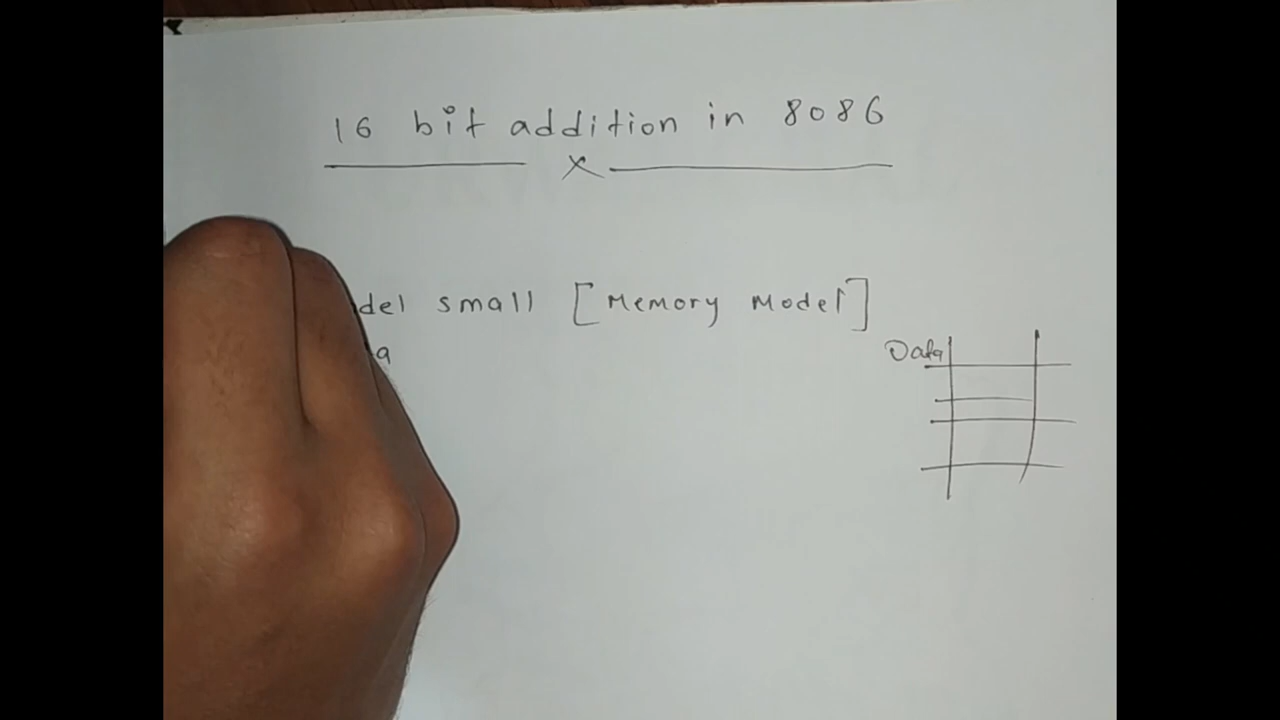 16 bit addition in 8086
x
del small [Memory Model]
a
Data